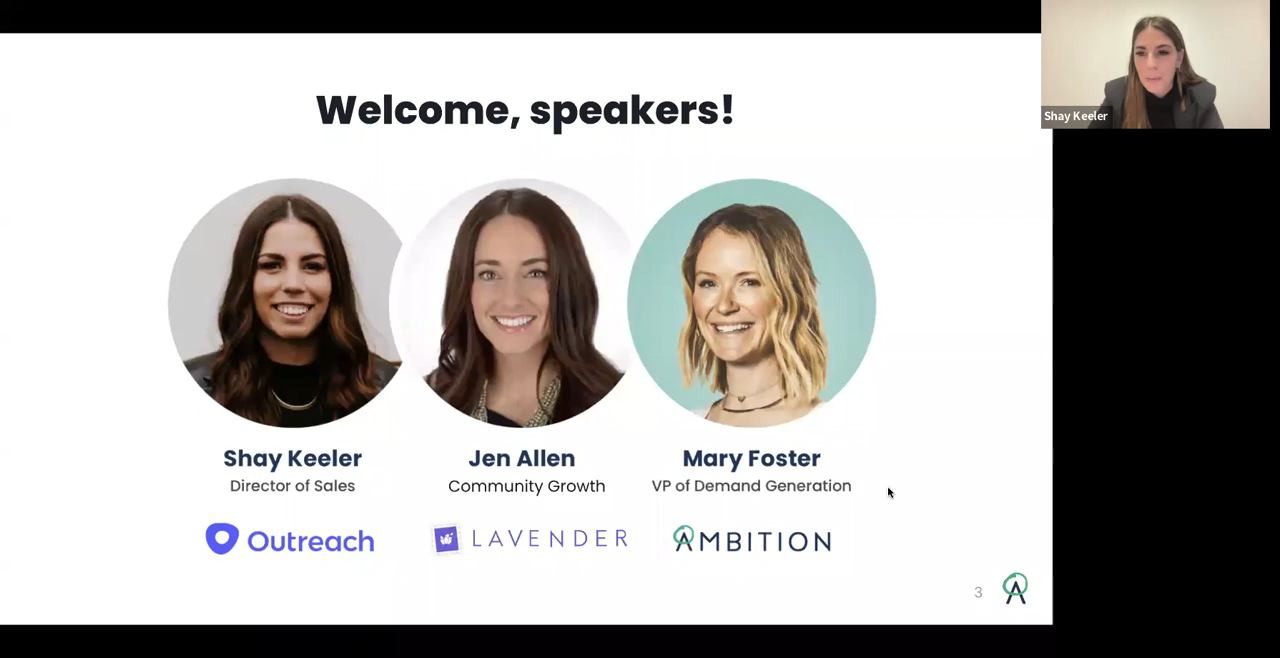 Shay Keeler
Welcome, speakers!
Shay Keeler
Director of Sales
Outreach
Jen Allen
Community Growth
LAVENDER
Mary Foster
VP of Demand Generation
AMBITION
3